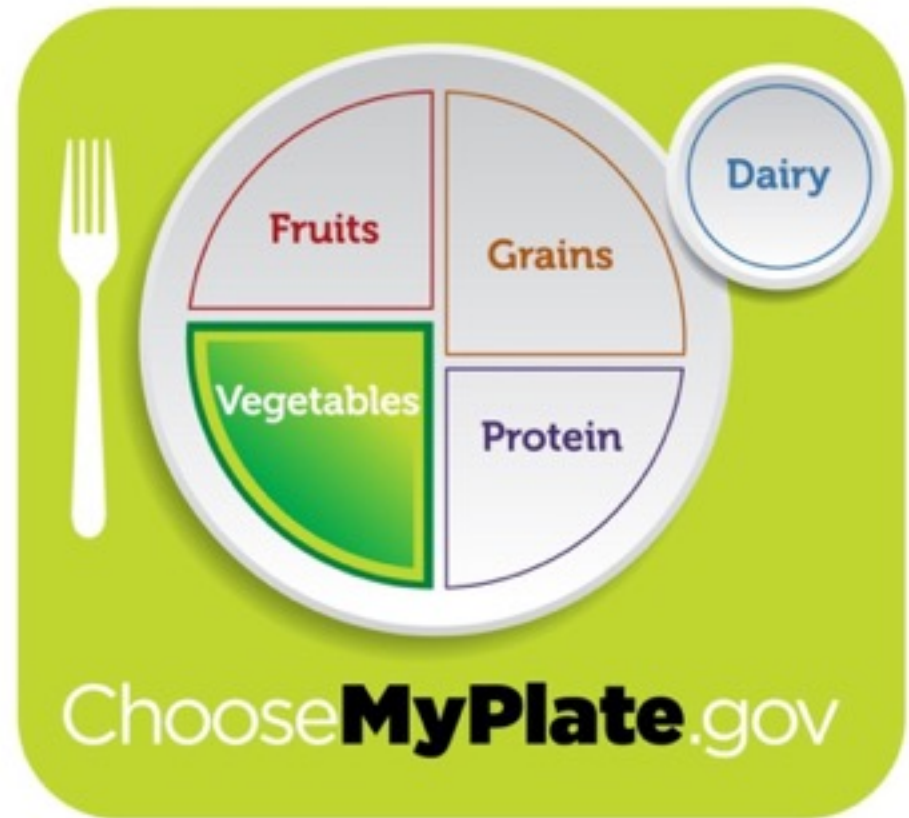 Dairy
Fruits
Grains
Vegetables
Protein
ChooseMyPlate.gov